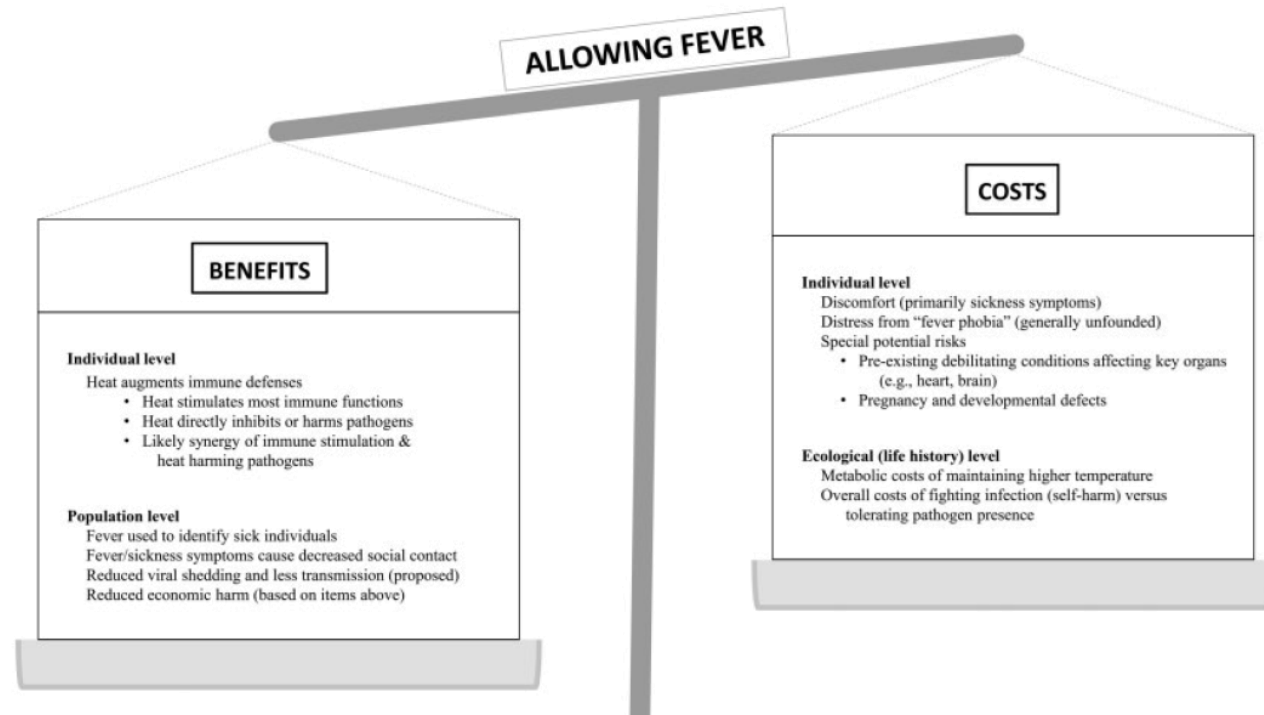 ALLOWING FEVER
BENEFITS
Individual level
Heat augments immune defenses
• Heat stimulates most immune functions
• Heat directly inhibits or harms pathogens
• Likely synergy of immune stimulation &
heat harming pathogens
Population level
Fever used to identify sick individuals
Fever/sickness symptoms cause decreased social contact
Reduced viral shedding and less transmission (proposed)
Reduced economic harm (based on items above)
COSTS
Individual level
Discomfort (primarily sickness symptoms)
Distress from “fever phobia” (generally unfounded)
Special potential risks
• Pre-existing debilitating conditions affecting key organs
(e.g., heart, brain)
• Pregnancy and developmental defects
Ecological (life history) level
Metabolic costs of maintaining higher temperature
Overall costs of fighting infection (self-harm) versus
tolerating pathogen presence